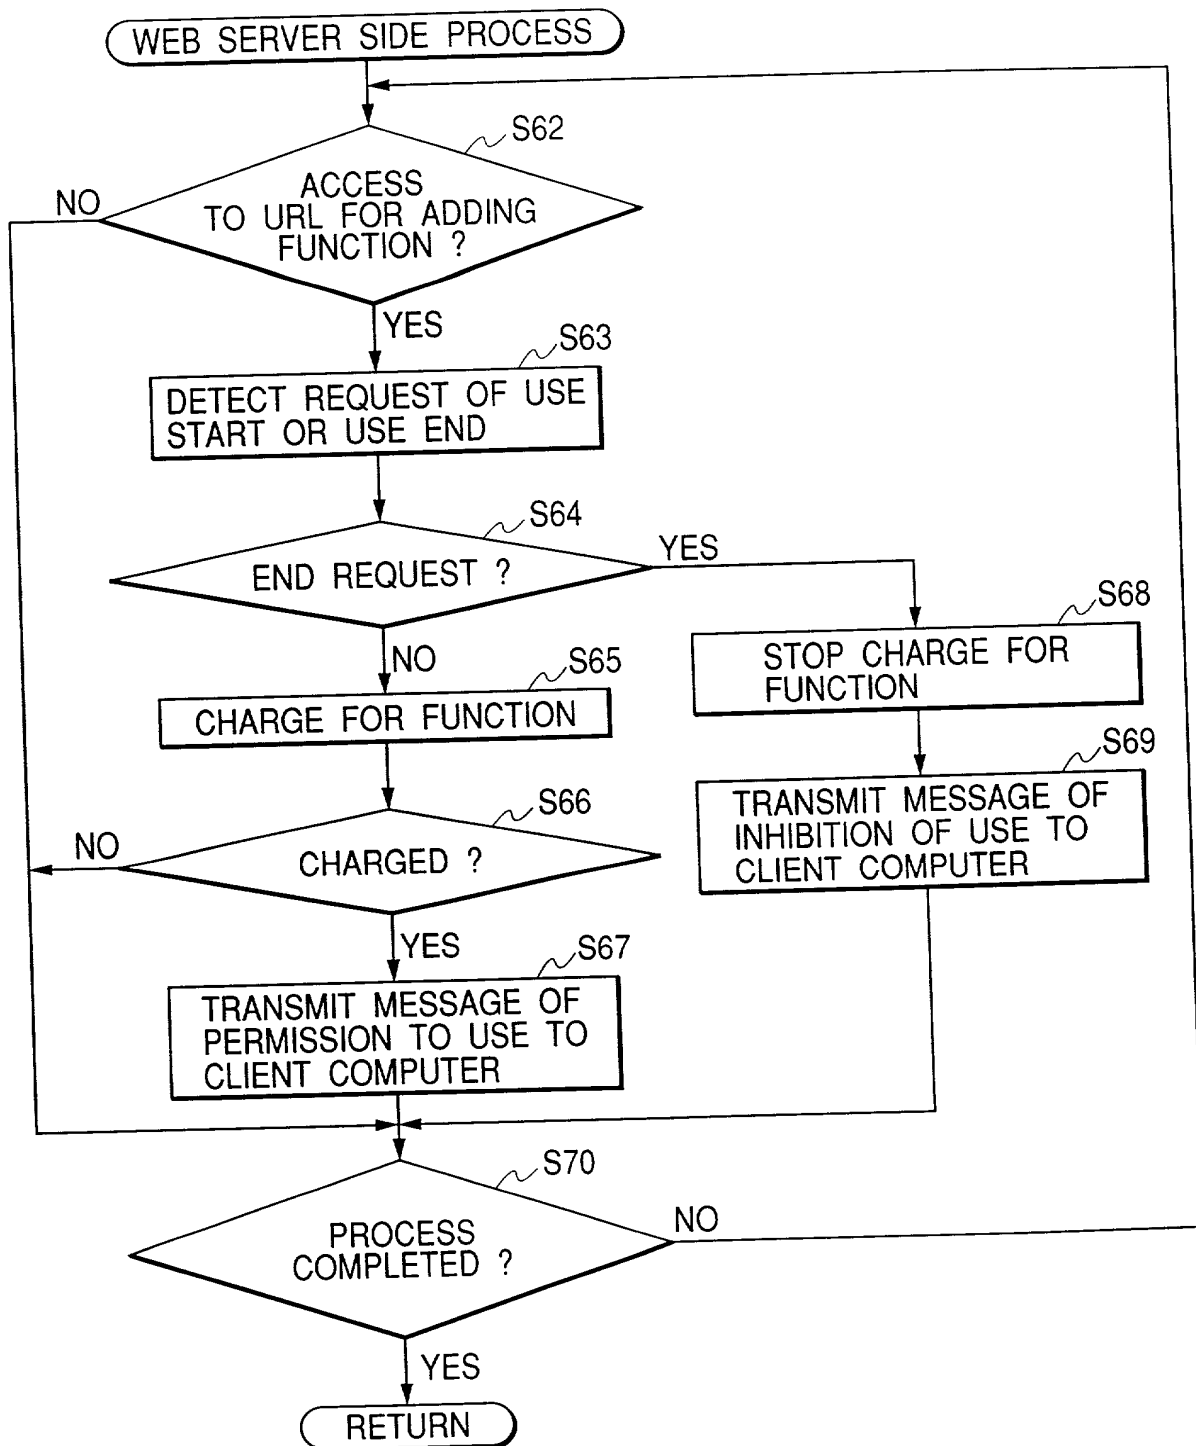 WEB SERVER SIDE PROCESS
S62
ACCESS
TO URL FOR ADDING
FUNCTION ?
NO
YES
S63
DETECT REQUEST OF USE
START OR USE END
S64
END REQUEST ?
YES
NO
S68
STOP CHARGE FOR
FUNCTION
S65
CHARGE FOR FUNCTION
S69
TRANSMIT MESSAGE OF
INHIBITION OF USE TO
CLIENT COMPUTER
S66
CHARGED ?
NO
YES
S67
TRANSMIT MESSAGE OF
PERMISSION TO USE TO
CLIENT COMPUTER
S70
PROCESS
COMPLETED ?
NO
YES
RETURN